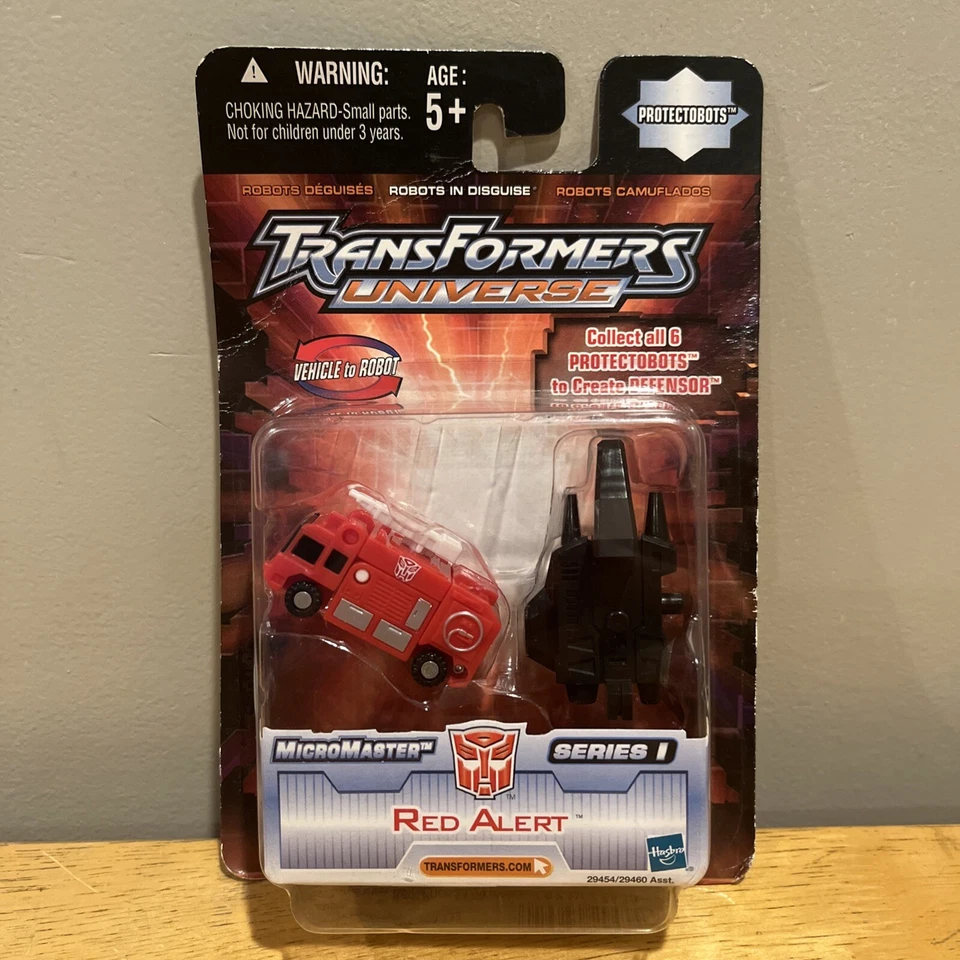 WARNING:
AGE:
CHOKING HAZARD-Small parts.
5+
Not for children under 3 years.
PROTECTOBOTS™
ROBOTS DÉGUISÉS ROBOTS IN DISGUISE® ROBOTS CAMUFLADOS
TRANSFORMERS
UNIVERSE
VEHICLE to ROBOT
Collect all 6
PROTECTOBOTS™
to Create DEFENSOR™
MICROMASTER™
SERIES I
TM
RED ALERT™
Hasbro®
TRANSFORMERS.COM
29454/29460 Asst.